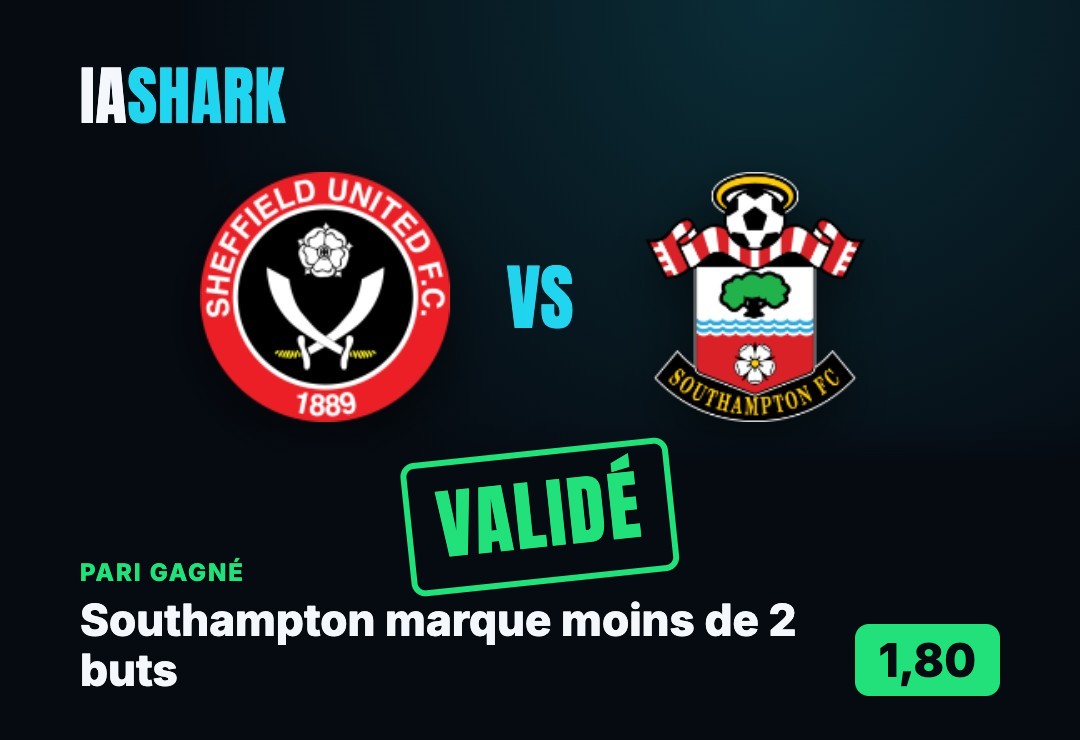 IASHARK
SHEFFIELD UNITED F.C.
1889
VS
SOUTHAMPTON FC
VALIDÉ
PARI GAGNÉ
Southampton marque moins de 2
buts
1,80